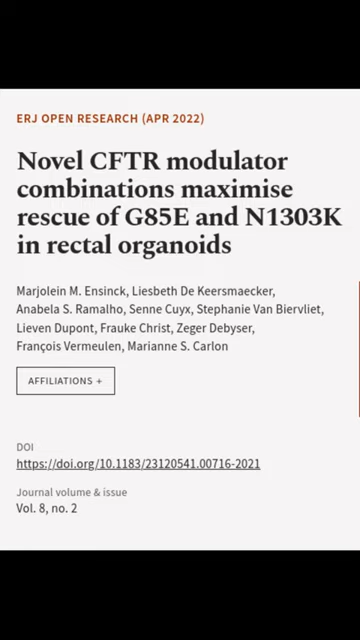 ERJ OPEN RESEARCH (APR 2022)
Novel CFTR modulator
combinations maximise
rescue of G85E and N1303K
in rectal organoids
Marjolein M. Ensinck, Liesbeth De Keersmaecker,
Anabela S. Ramalho, Senne Cuyx, Stephanie Van Biervliet,
Lieven Dupont, Frauke Christ, Zeger Debyser,
François Vermeulen, Marianne S. Carlon
AFFILIATIONS +
DOI
https://doi.org/10.1183/23120541.00716-2021
Journal volume & issue
Vol. 8, no. 2